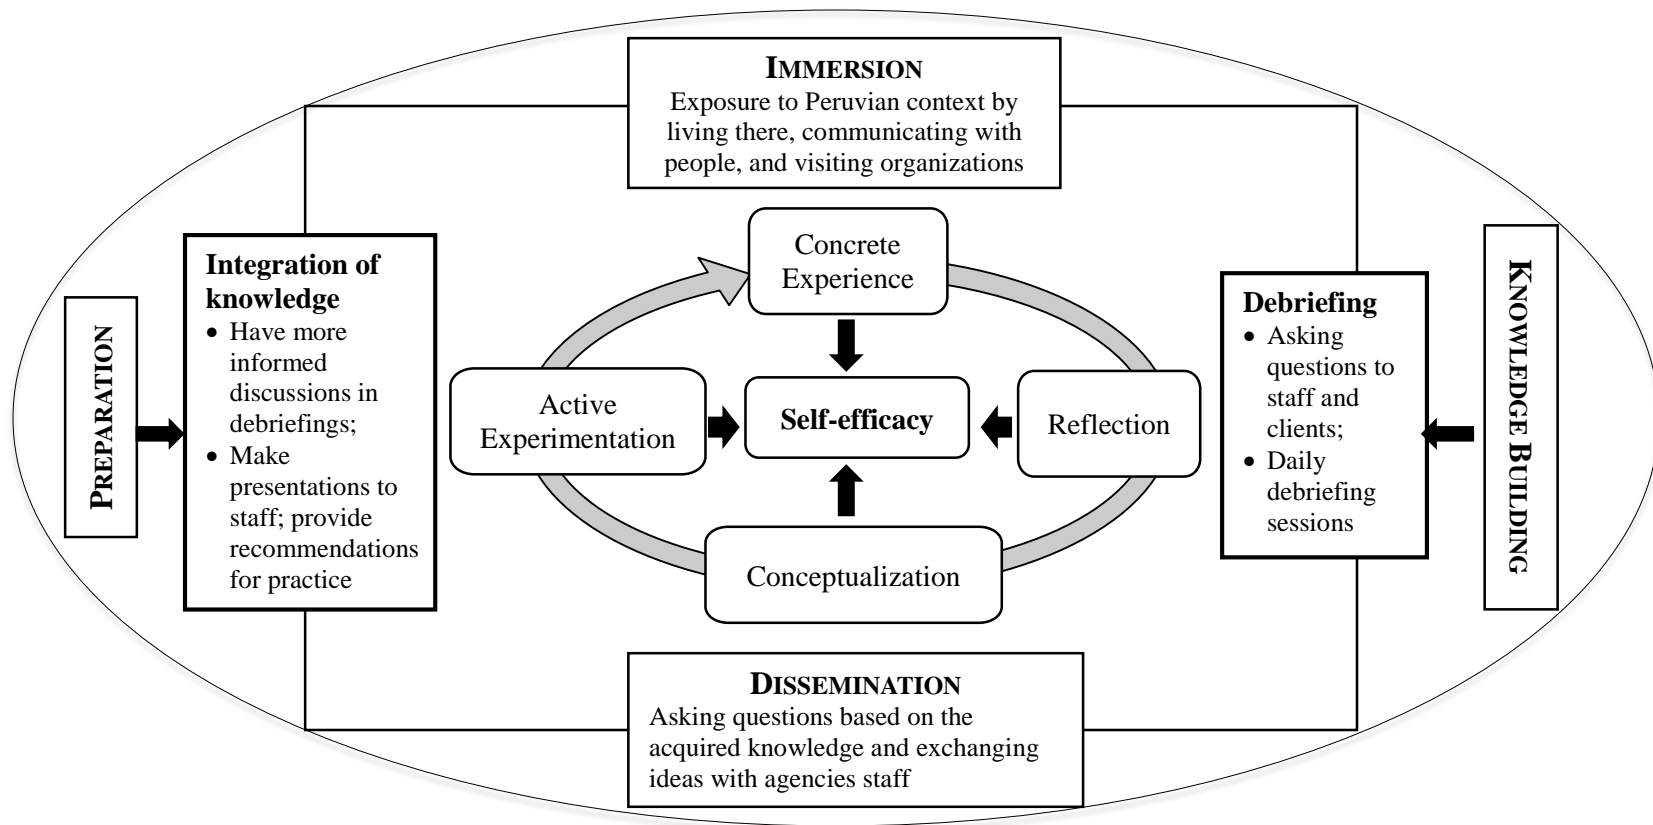 IMMERSION
Exposure to Peruvian context by
living there, communicating with
people, and visiting organizations
PREPARATION
Integration of
knowledge
• Have more
informed
discussions in
debriefings;
• Make
presentations to
staff; provide
recommendations
for practice
Concrete
Experience
Active
Experimentation
Self-efficacy
Reflection
Conceptualization
Debriefing
• Asking
questions to
staff and
clients;
• Daily
debriefing
sessions
KNOWLEDGE BUILDING
DISSEMINATION
Asking questions based on the
acquired knowledge and exchanging
ideas with agencies staff